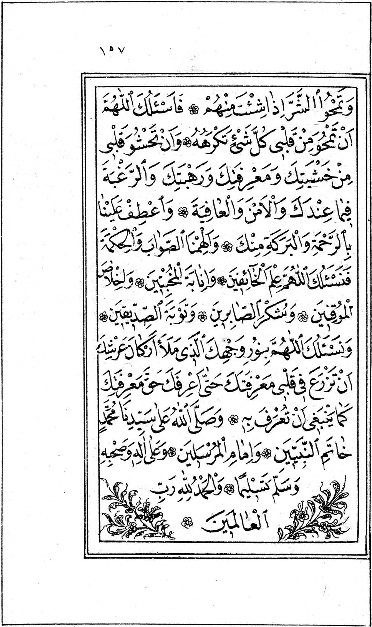 ١٥٧
وَتَمْحُوا الشَّرَّ اِذَا شِئْتَ مِنْهُمْ ۞ فَاَسْئَلُكَ اللّٰهُمَّ
اَنْ تَمْحُوَ مِنْ قَلْبِى كُلَّ شَىْءٍ تَكْرَهُهُ ۞ وَاَنْ تَحْشُوَ قَلْبِى
مِنْ خَشْيَتِكَ وَمَعْرِفَتِكَ وَرَهْبَتِكَ وَالرَّغْبَةِ
فِيمَا عِنْدَكَ وَالْاَمْنِ وَالْعَافِيَةِ ۞ وَاعْطِفْ عَلَيْنَا
بِالرَّحْمَةِ وَالْبَرَكَةِ مِنْكَ ۞ وَاَلْهِمْنَا الصَّوَابَ وَالْحِكْمَةَ
فَنَسْئَلُكَ اللّٰهُمَّ عِلْمَ الْخَائِفِينَ ۞ وَاِنَابَةَ الْمُخْبِتِينَ ۞ وَاِخْلَاصَ
الْمُوقِنِينَ ۞ وَشُكْرَ الصَّابِرِينَ ۞ وَتَوْبَةَ الصِّدِّيقِينَ ۞
وَنَسْئَلُكَ اللّٰهُمَّ بِنُورِ وَجْهِكَ الَّذِى مَلَأَ اَرْكَانَ عَرْشِكَ
اَنْ تَزْرَعَ فِى قَلْبِى مَعْرِفَتَكَ حَتّٰى اَعْرِفَكَ حَقَّ مَعْرِفَتِكَ
كَمَا يَنْبَغِى اَنْ تُعْرَفَ بِهِ ۞ وَصَلَّى اللّٰهُ عَلٰى سَيِّدِنَا مُحَمَّدٍ
خَاتِمِ النَّبِيِّينَ ۞ وَاِمَامِ الْمُرْسَلِينَ ۞ وَعَلٰى اٰلِهِ وَصَحْبِهِ
وَسَلَّمَ تَسْلِيمًا ۞ وَالْحَمْدُ لِلّٰهِ رَبِّ
الْعَالَمِينَ ۞